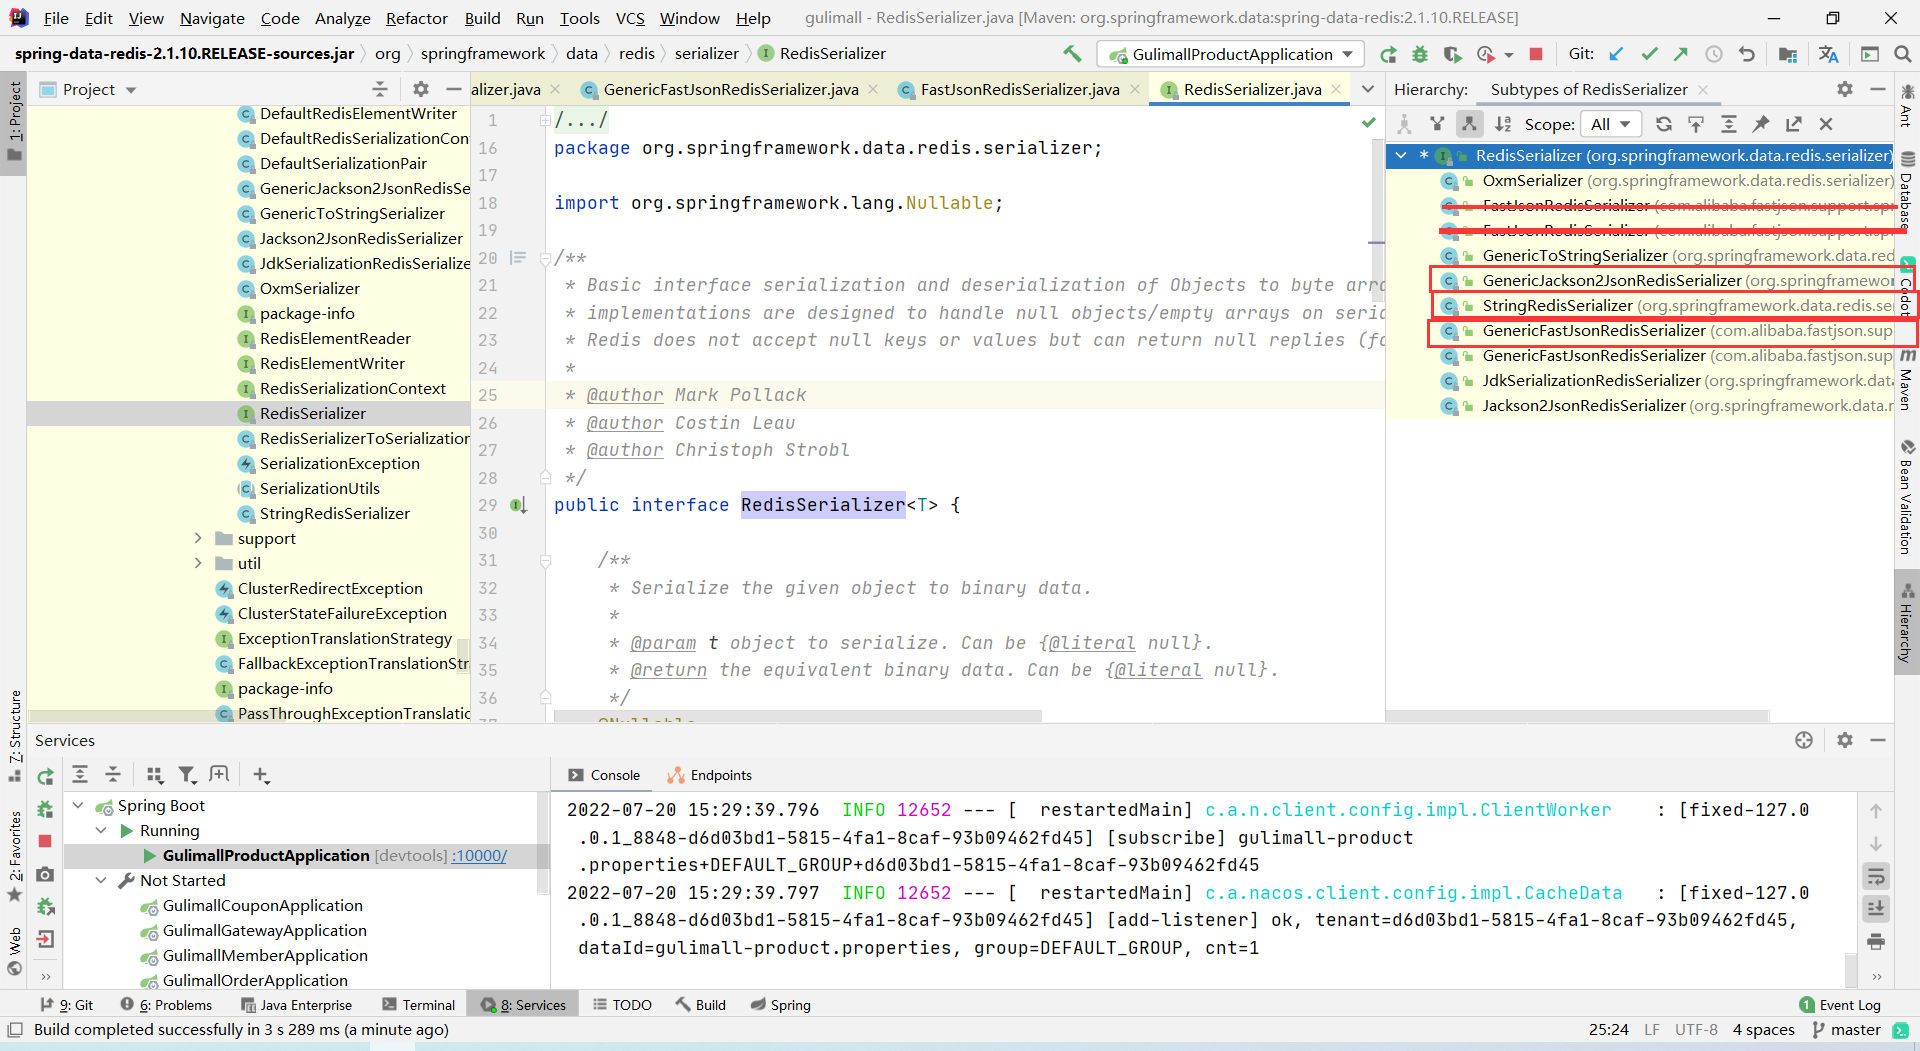 File Edit View Navigate Code Analyze Refactor Build Run Tools VCS Window Help gulimall - RedisSerializer.java [Maven: org.springframework.data:spring-data-redis:2.1.10.RELEASE]
spring-data-redis-2.1.10.RELEASE-sources.jar org springframework data redis serializer RedisSerializer GulimallProductApplication Git:
1: Project
7: Structure
2: Favorites
Web
Project
DefaultRedisElementWriter
DefaultRedisSerializationCon
DefaultSerializationPair
GenericJackson2JsonRedisSe
GenericToStringSerializer
Jackson2JsonRedisSerializer
JdkSerializationRedisSerialize
OxmSerializer
package-info
RedisElementReader
RedisElementWriter
RedisSerializationContext
RedisSerializer
RedisSerializerToSerialization
SerializationException
SerializationUtils
StringRedisSerializer
support
util
ClusterRedirectException
ClusterStateFailureException
ExceptionTranslationStrategy
FallbackExceptionTranslationStr
package-info
PassThroughExceptionTranslatio
alizer.java GenericFastJsonRedisSerializer.java FastJsonRedisSerializer.java RedisSerializer.java
1 /.../
16 package org.springframework.data.redis.serializer;
17
18 import org.springframework.lang.Nullable;
19
20 /**
21 * Basic interface serialization and deserialization of Objects to byte arra
22 * implementations are designed to handle null objects/empty arrays on seria
23 * Redis does not accept null keys or values but can return null replies (fo
24 *
25 * @author Mark Pollack
26 * @author Costin Leau
27 * @author Christoph Strobl
28 */
29 public interface RedisSerializer<T> {
30
31 /**
32 * Serialize the given object to binary data.
33 *
34 * @param t object to serialize. Can be {@literal null}.
35 * @return the equivalent binary data. Can be {@literal null}.
36 */
37 @Nullable
Hierarchy: Subtypes of RedisSerializer
Scope: All
* RedisSerializer (org.springframework.data.redis.serializer)
OxmSerializer (org.springframework.data.redis.serializer)
FastJsonRedisSerializer (com.alibaba.fastjson.support.spr
FastJsonRedisSerializer (com.alibaba.fastjson.support.spr
GenericToStringSerializer (org.springframework.data.red
GenericJackson2JsonRedisSerializer (org.springframewor
StringRedisSerializer (org.springframework.data.redis.se
GenericFastJsonRedisSerializer (com.alibaba.fastjson.sup
GenericFastJsonRedisSerializer (com.alibaba.fastjson.sup
JdkSerializationRedisSerializer (org.springframework.dat
Jackson2JsonRedisSerializer (org.springframework.data.r
Ant
Database
Codota
Maven
Bean Validation
Hierarchy
Services
Spring Boot
Running
GulimallProductApplication [devtools] :10000/
Not Started
GulimallCouponApplication
GulimallGatewayApplication
GulimallMemberApplication
GulimallOrderApplication
Console Endpoints
2022-07-20 15:29:39.796 INFO 12652 --- [ restartedMain] c.a.n.client.config.impl.ClientWorker : [fixed-127.0
.0.1_8848-d6d03bd1-5815-4fa1-8caf-93b09462fd45] [subscribe] gulimall-product
.properties+DEFAULT_GROUP+d6d03bd1-5815-4fa1-8caf-93b09462fd45
2022-07-20 15:29:39.797 INFO 12652 --- [ restartedMain] c.a.nacos.client.config.impl.CacheData : [fixed-127.0
.0.1_8848-d6d03bd1-5815-4fa1-8caf-93b09462fd45] [add-listener] ok, tenant=d6d03bd1-5815-4fa1-8caf-93b09462fd45,
dataId=gulimall-product.properties, group=DEFAULT_GROUP, cnt=1
9: Git 6: Problems Java Enterprise Terminal 8: Services TODO Build Spring 1 Event Log
Build completed successfully in 3 s 289 ms (a minute ago) 25:24 LF UTF-8 4 spaces master